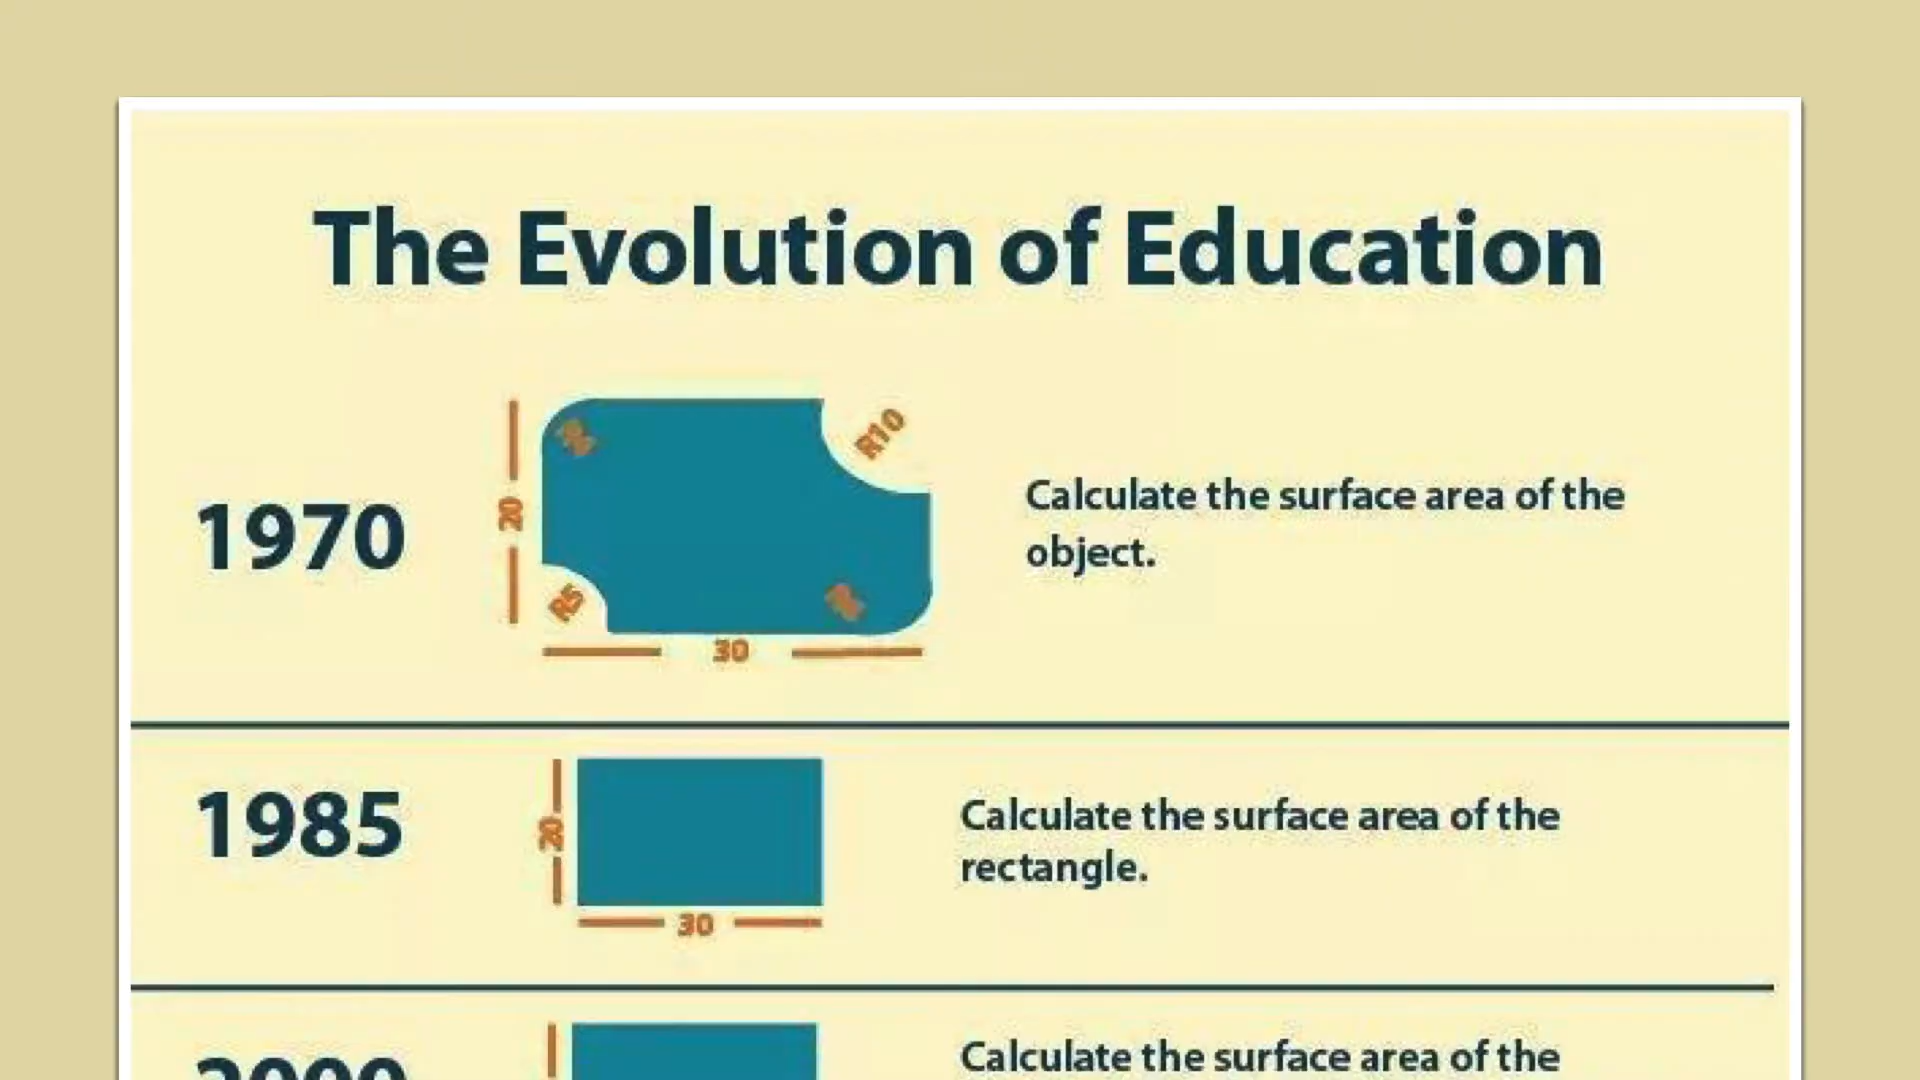 The Evolution of Education
1970
20
R10
R5
30
Calculate the surface area of the
object.
1985
20
30
Calculate the surface area of the
rectangle.
2000
Calculate the surface area of the